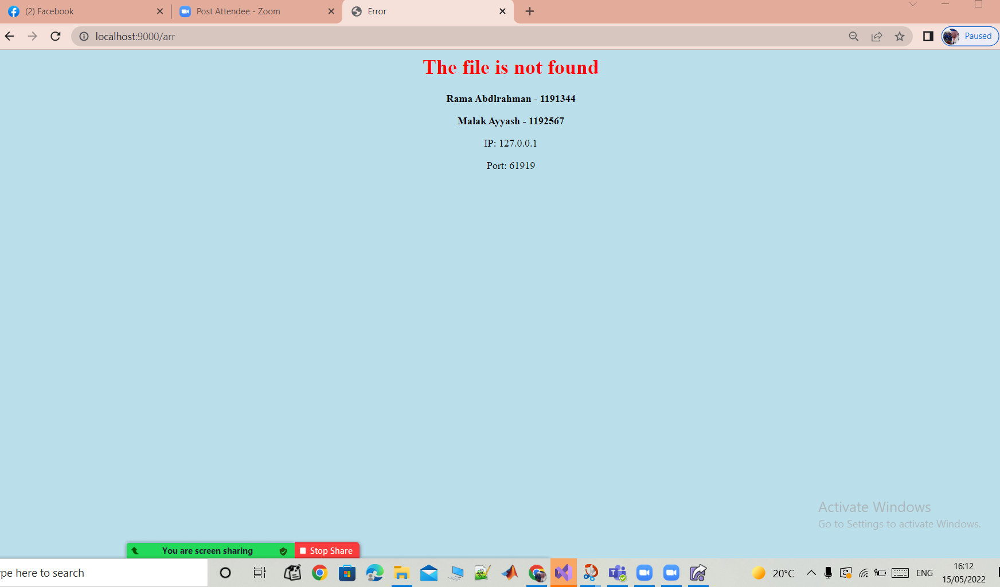 (2) Facebook
Post Attendee - Zoom
Error
localhost:9000/arr
Paused
The file is not found
Rama Abdlrahman - 1191344
Malak Ayyash - 1192567
IP: 127.0.0.1
Port: 61919
Activate Windows
Go to Settings to activate Windows.
You are screen sharing
Stop Share
pe here to search
20°C
ENG
16:12
15/05/2022